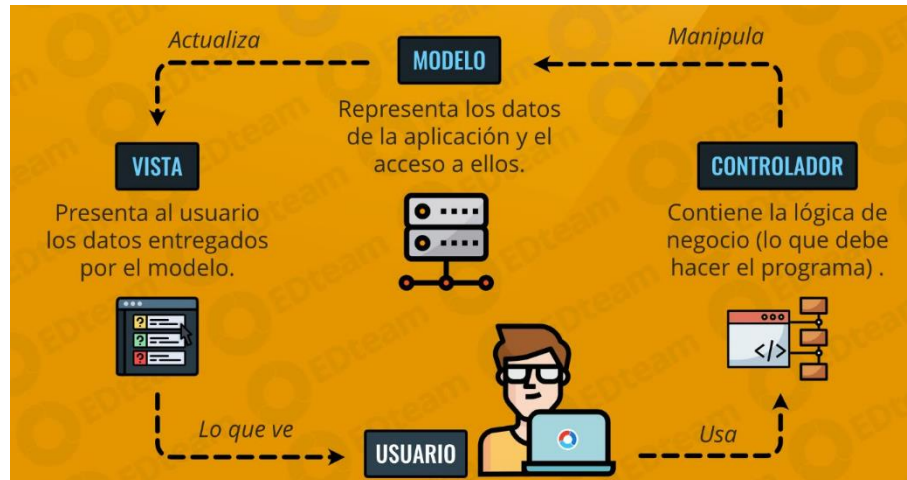 Actualiza
MODELO
Manipula
Representa los datos
de la aplicación y el
acceso a ellos.
VISTA
Presenta al usuario
los datos entregados
por el modelo.
CONTROLADOR
Contiene la lógica de
negocio (lo que debe
hacer el programa) .
Lo que ve
USUARIO
Usa
EDteam